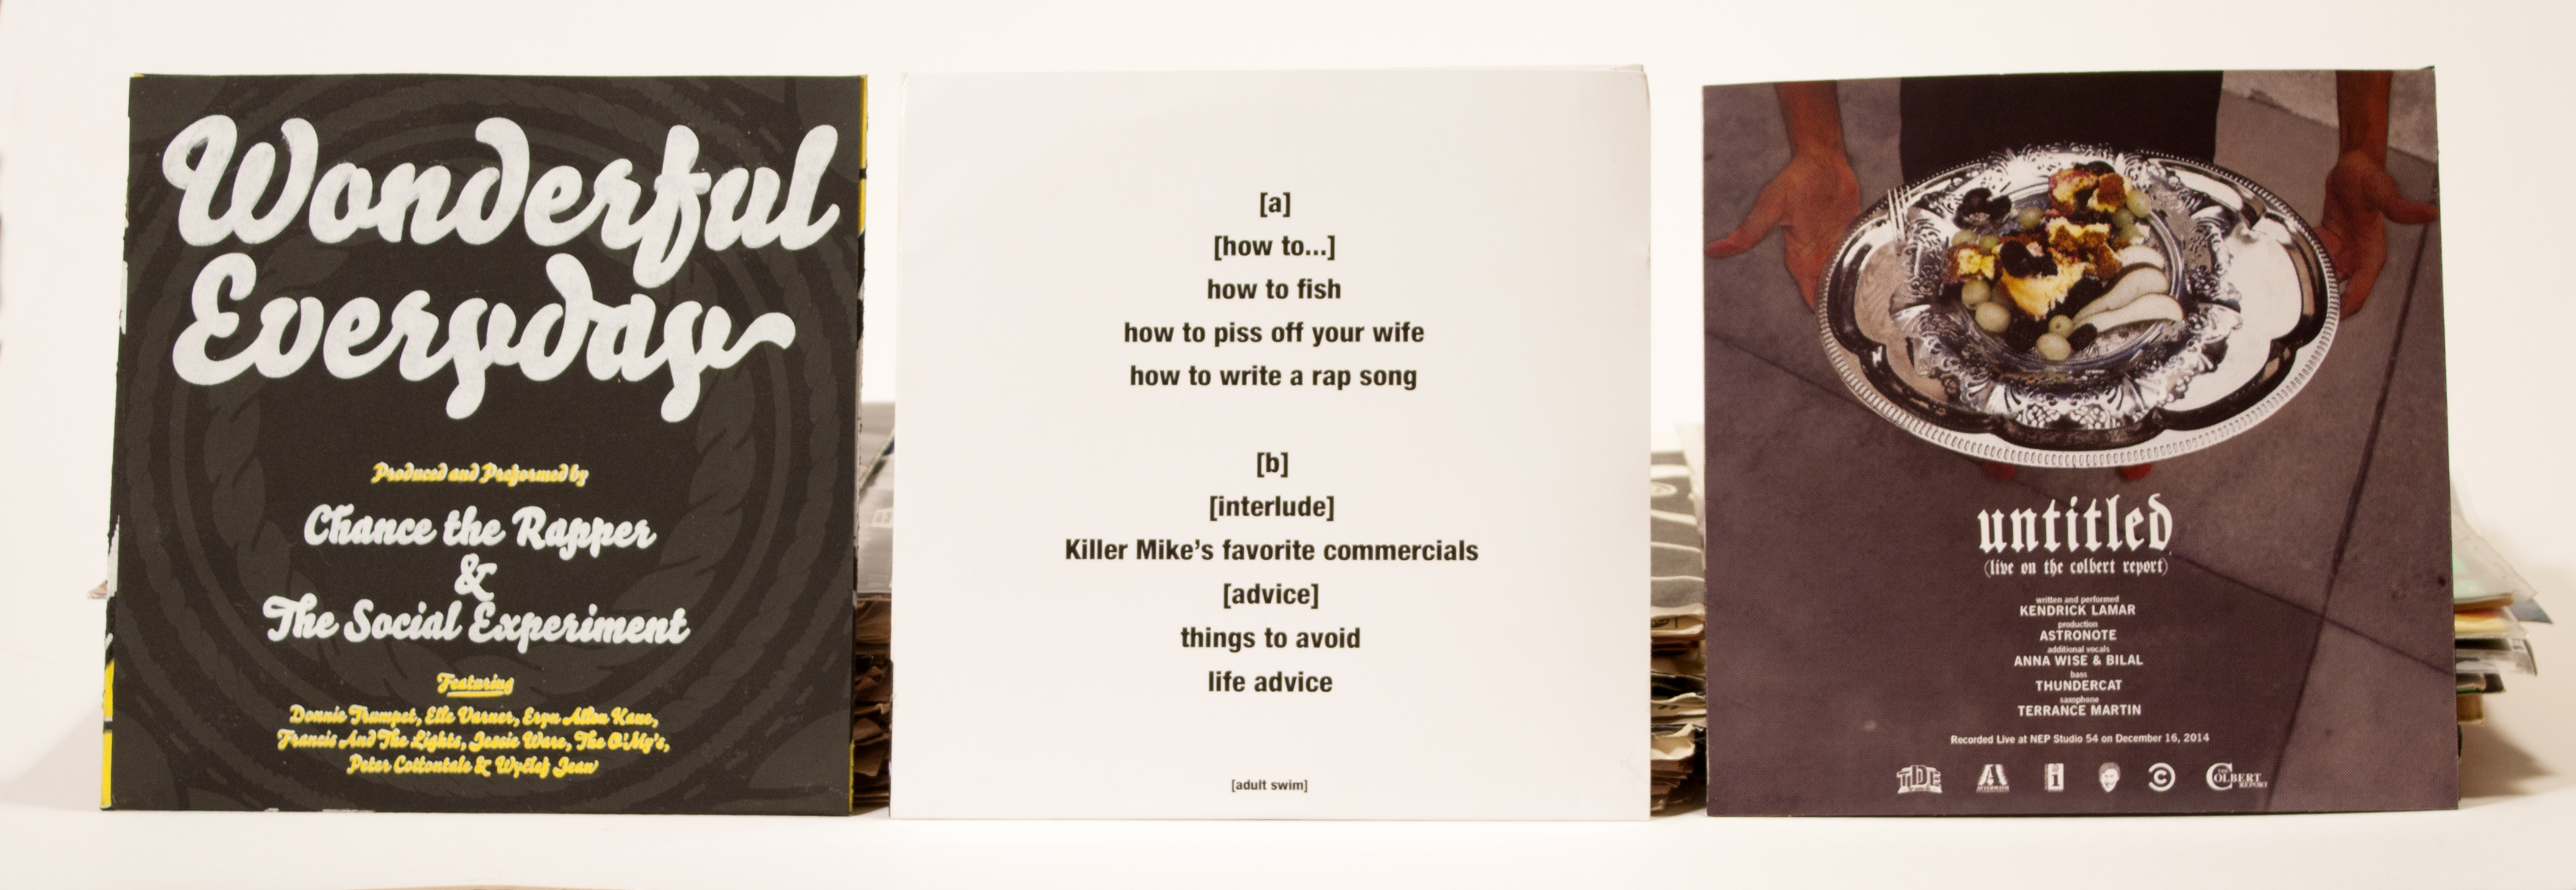 Wonderful
Everyday
Produced and Preformed by
Chance the Rapper
&
The Social Experiment
Featuring
Donnie Trumpet, Elle Varner, Eryn Allen Kane,
Francis And The Lights, Jessie Ware, The O'My's,
Peter Cottontale & Wyclef Jean
[a]
[how to...]
how to fish
how to piss off your wife
how to write a rap song
[b]
[interlude]
Killer Mike's favorite commercials
[advice]
things to avoid
life advice
[adult swim]
untitled
(live on the colbert report)
written and performed
KENDRICK LAMAR
production
ASTRONOTE
additional vocals
ANNA WISE & BILAL
bass
THUNDERCAT
saxophone
TERRANCE MARTIN
Recorded Live at NEP Studio 54 on December 16, 2014
TDE
AFTERMATH
i
C
THE COLBERT REPORT